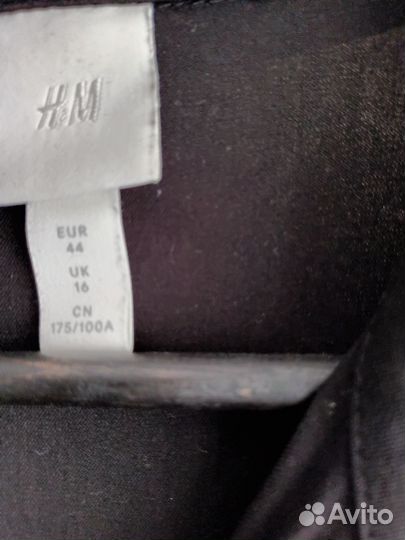 H&M
EUR
44
UK
16
CN
175/100A
Avito